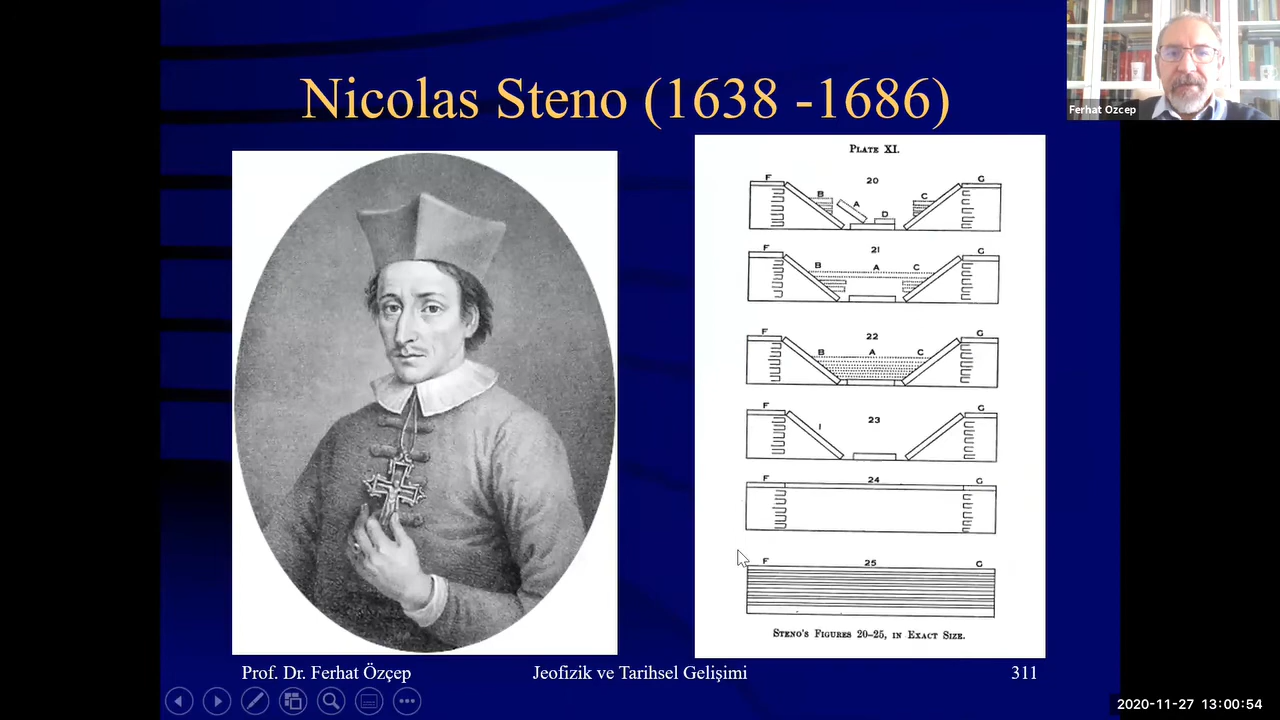 Nicolas Steno (1638 -1686)
Ferhat Ozcep
PLATE XI.
20
F B A D C G
21
F B A C G
22
F B A C G
23
F I G
24
F G
25
F G
STENO'S FIGURES 20–25, IN EXACT SIZE.
Prof. Dr. Ferhat Özçep
Jeofizik ve Tarihsel Gelişimi
311
2020-11-27 13:00:54